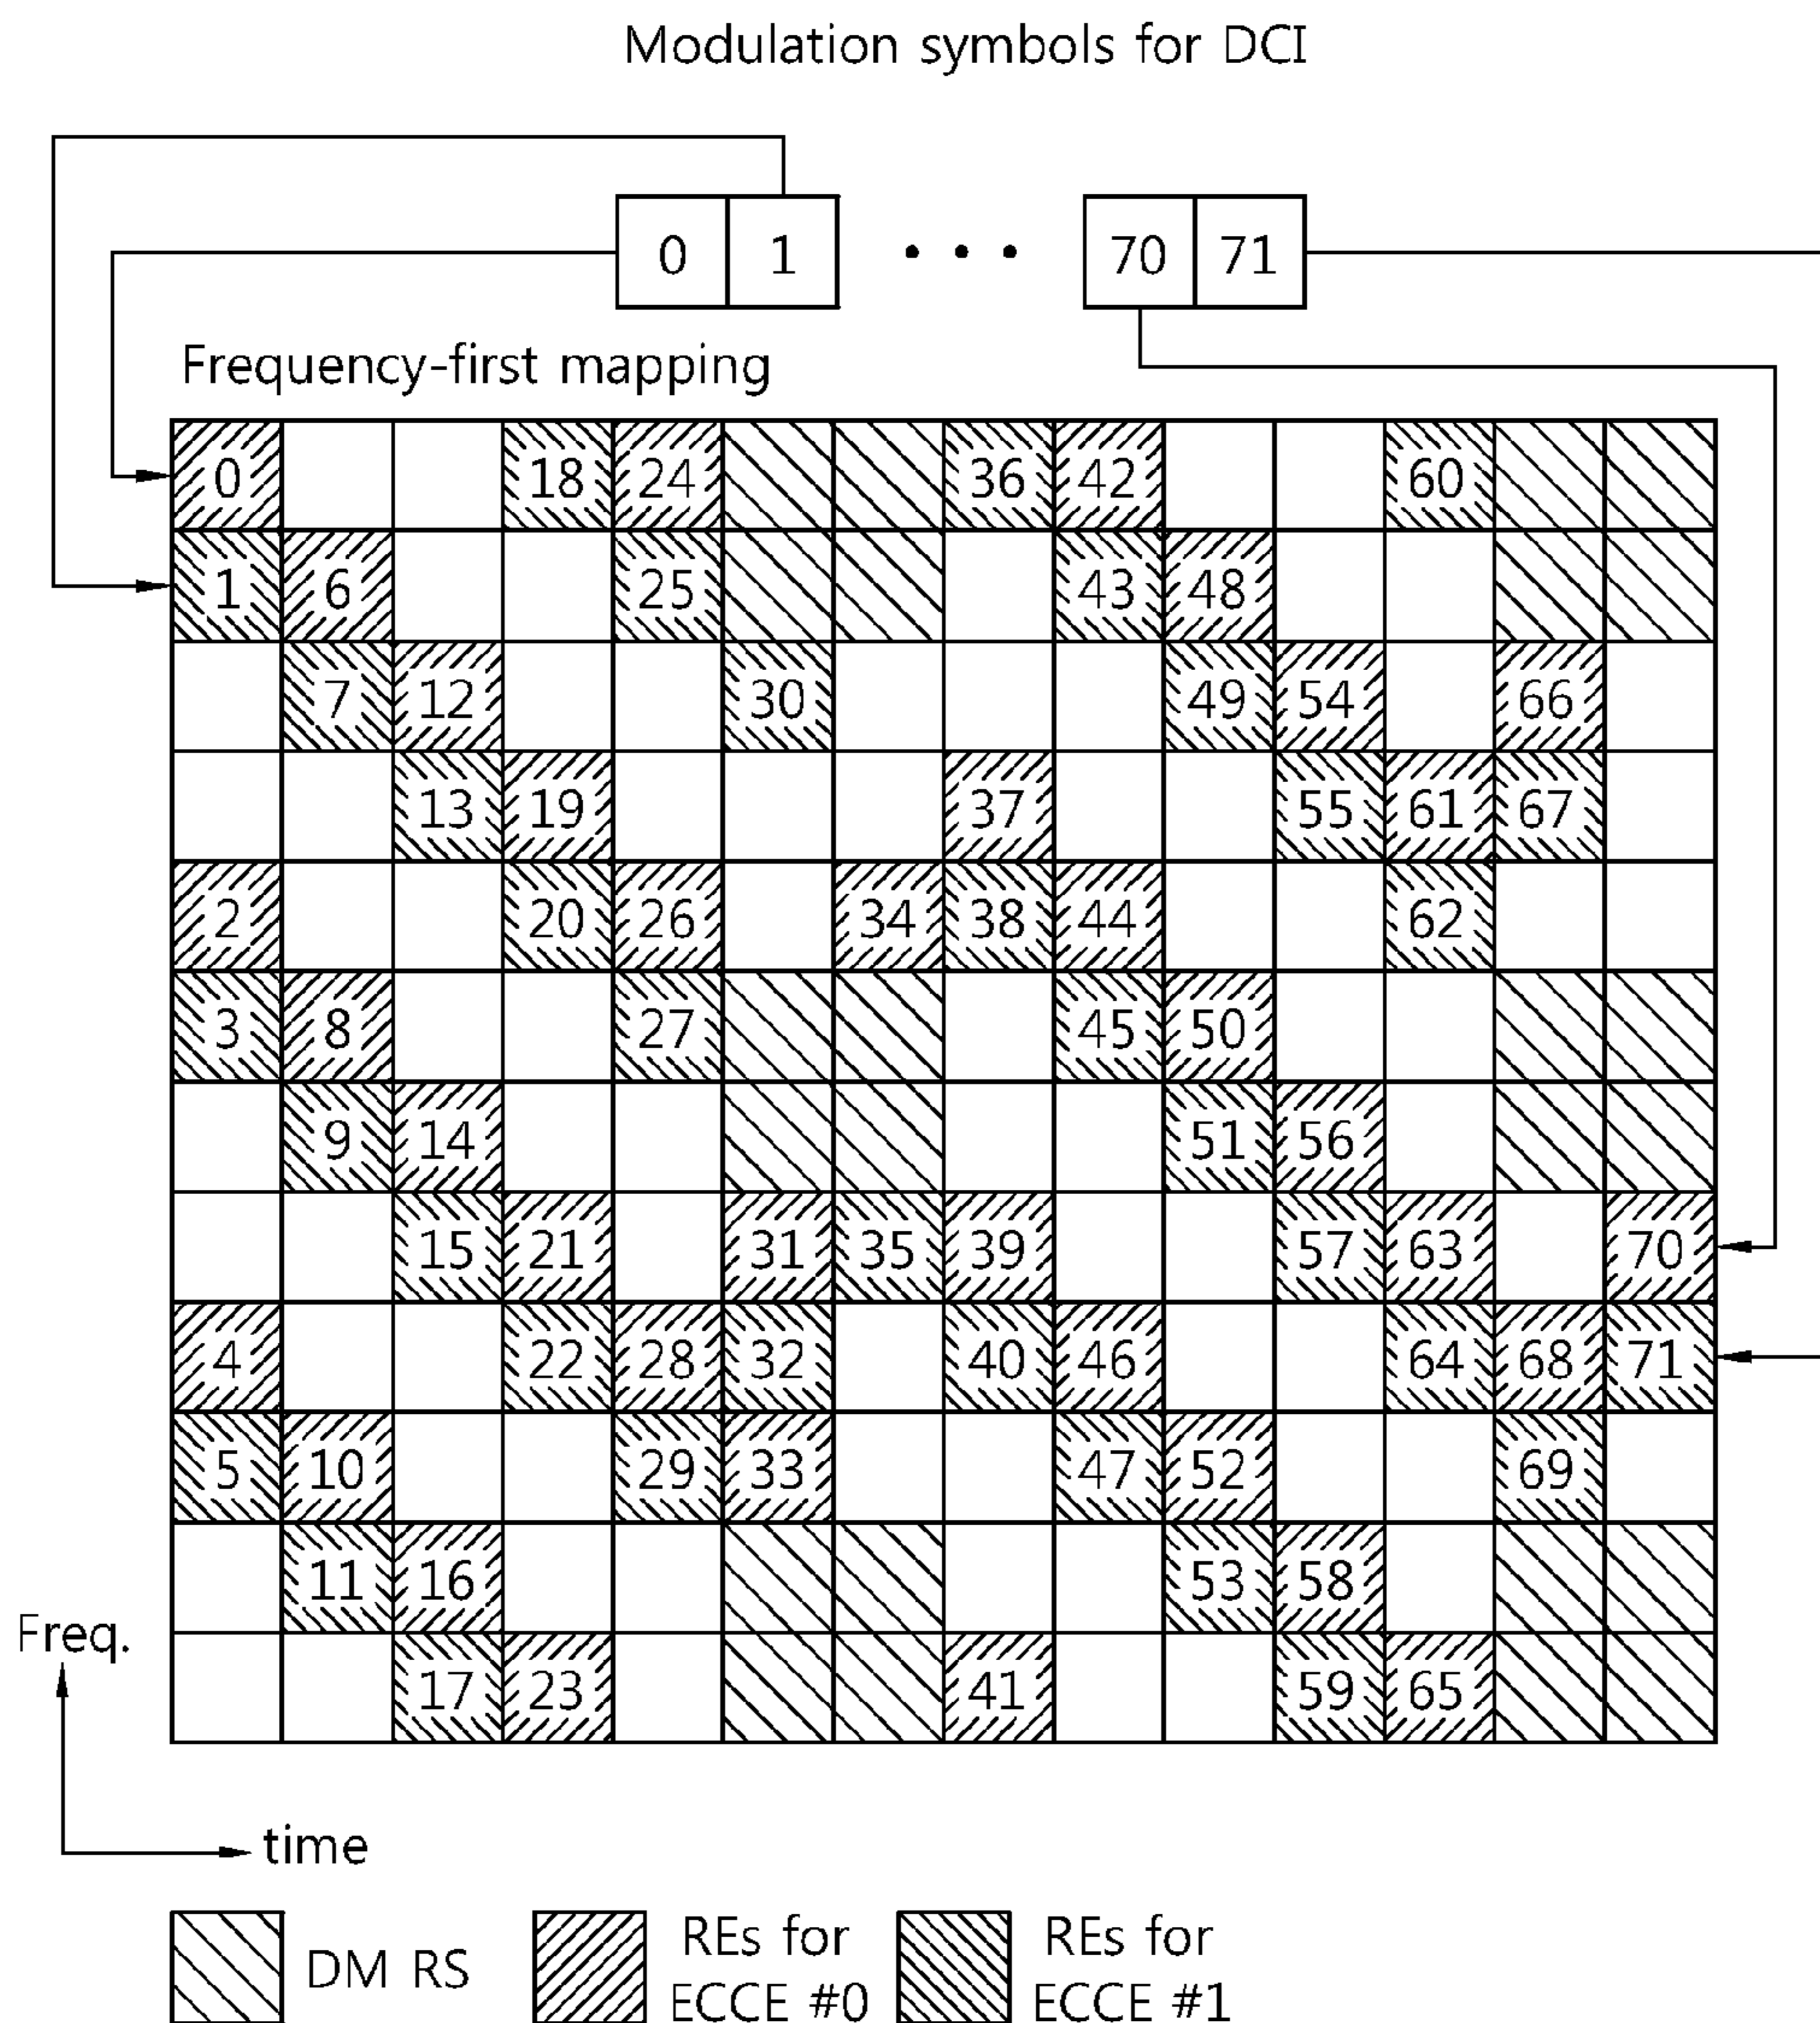 Modulation symbols for DCI
0 1 • • • 70 71
Frequency-first mapping
0 18 24 36 42 60
1 6 25 43 48
7 12 30 49 54 66
13 19 37 55 61 67
2 20 26 34 38 44 62
3 8 27 45 50
9 14 51 56
15 21 31 35 39 57 63 70
4 22 28 32 40 46 64 68 71
5 10 29 33 47 52 69
11 16 53 58
17 23 41 59 65
Freq.
time
DM RS
REs for
ECCE #0
REs for
ECCE #1